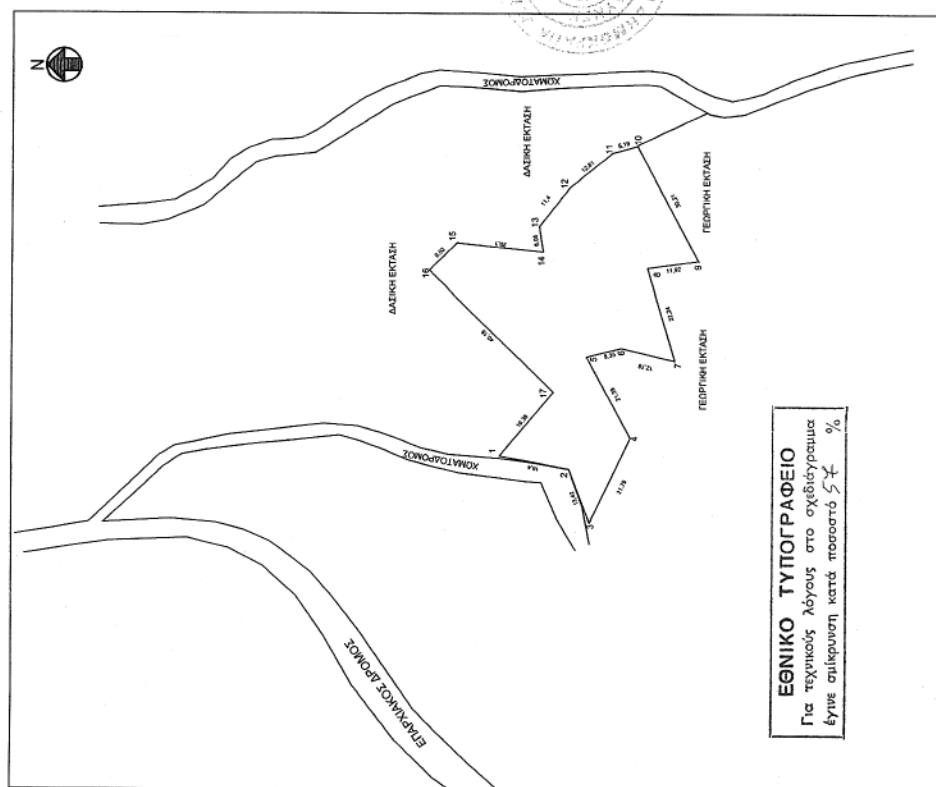 N
ΧΩΜΑΤΟΔΡΟΜΟΣ
ΔΑΣΙΚΗ ΕΚΤΑΣΗ
ΔΑΣΙΚΗ ΕΚΤΑΣΗ
ΓΕΩΡΓΙΚΗ ΕΚΤΑΣΗ
ΓΕΩΡΓΙΚΗ ΕΚΤΑΣΗ
ΧΩΜΑΤΟΔΡΟΜΟΣ
ΕΠΑΡΧΙΑΚΟΣ ΔΡΟΜΟΣ
1
2
3
4
5
6
7
8
9
10
11
12
13
14
15
16
17
11,4
ΕΘΝΙΚΟ ΤΥΠΟΓΡΑΦΕΙΟ
Για τεχνικούς λόγους στο σχεδιάγραμμα
έγινε σμίκρυνση κατά ποσοστό 57 %